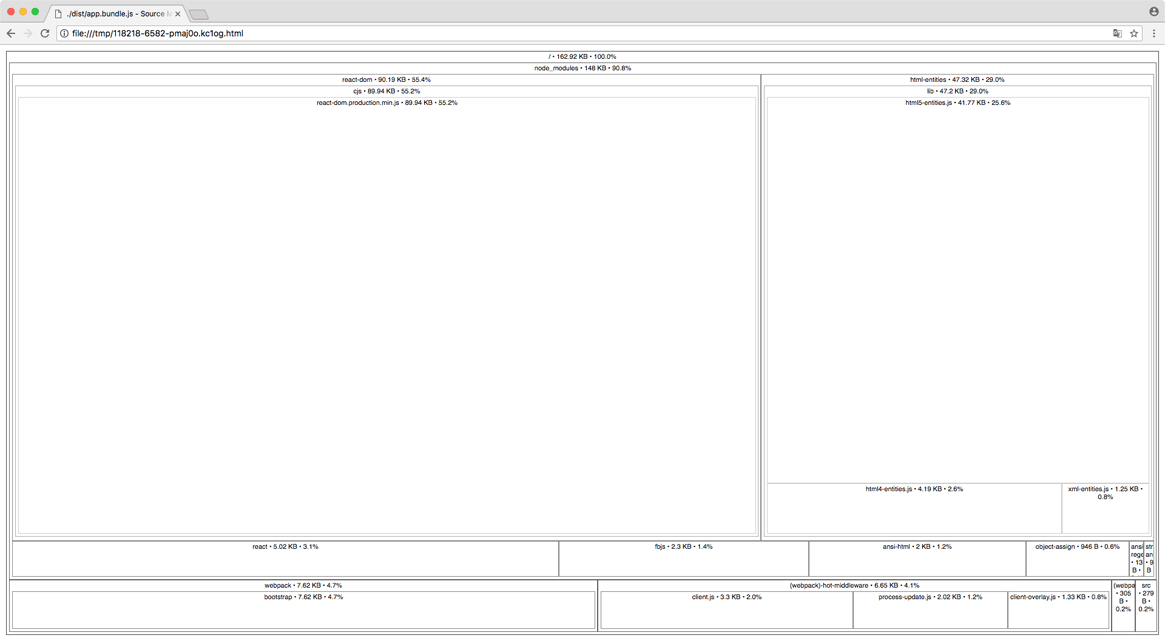 ./dist/app.bundle.js - Source M
file:///tmp/118218-6582-pmaj0o.kc1og.html
/ • 162.92 KB • 100.0%
node_modules • 148 KB • 90.8%
react-dom • 90.19 KB • 55.4%
html-entities • 47.32 KB • 29.0%
cjs • 89.94 KB • 55.2%
lib • 47.2 KB • 29.0%
react-dom.production.min.js • 89.94 KB • 55.2%
html5-entities.js • 41.77 KB • 25.6%
html4-entities.js • 4.19 KB • 2.6%
xml-entities.js • 1.25 KB •
0.8%
react • 5.02 KB • 3.1%
fbjs • 2.3 KB • 1.4%
ansi-html • 2 KB • 1.2%
object-assign • 946 B • 0.6%
ansi
rege
• 13
B •
str
an
• 9
B
webpack • 7.62 KB • 4.7%
(webpack)-hot-middleware • 6.65 KB • 4.1%
(webpa
• 305
B •
0.2%
src
• 279
B •
0.2%
bootstrap • 7.62 KB • 4.7%
client.js • 3.3 KB • 2.0%
process-update.js • 2.02 KB • 1.2%
client-overlay.js • 1.33 KB • 0.8%